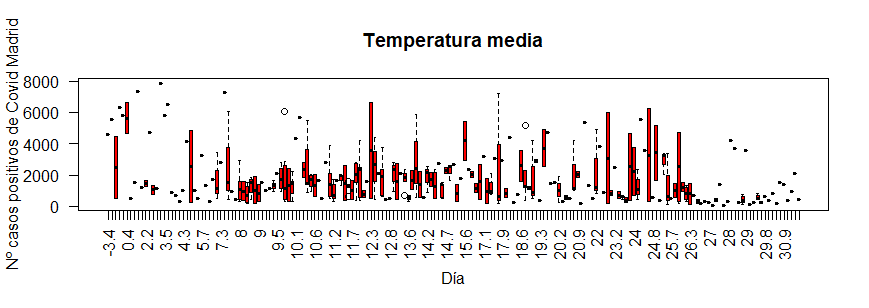 Temperatura media
Nº casos positivos de Covid Madrid
8000
6000
4000
2000
0
-3.4 0.4 2.2 3.5 4.3 5.7 7.3 8 9 9.5 10.1 10.6 11.2 11.7 12.3 12.8 13.6 14.2 14.7 15.6 17.1 17.9 18.6 19.3 20.2 20.9 22 23.2 24 24.8 25.7 26.3 27 28 29 29.8 30.9
Día